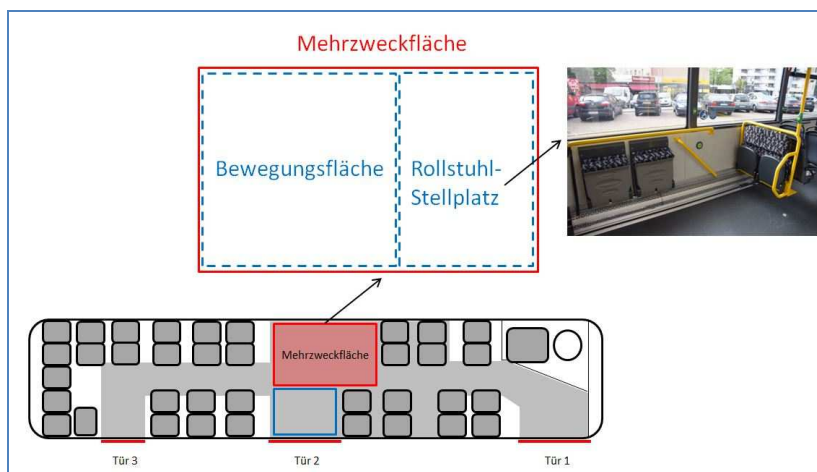 Mehrzweckfläche
Bewegungsfläche
Rollstuhl-
Stellplatz
Mehrzweckfläche
Tür 3
Tür 2
Tür 1